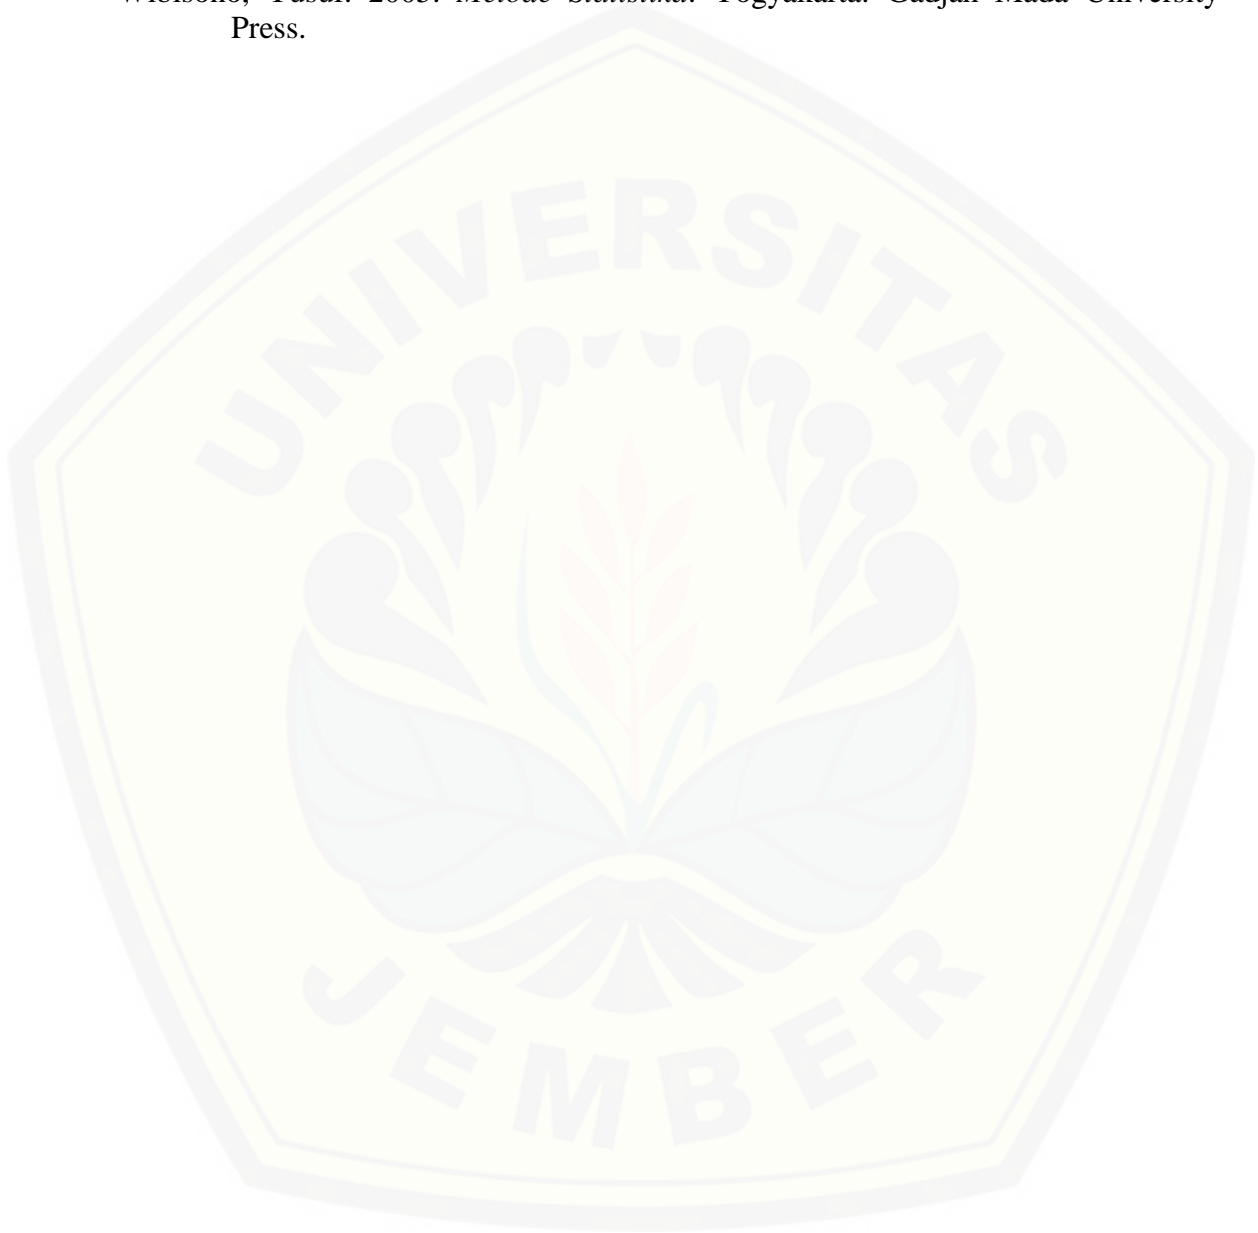 Wibisono, Yusuf. 2005. Metode Statistika. Yogyakarta: Gadjah Mada University
Press.
UNIVERSITAS
JEMBER